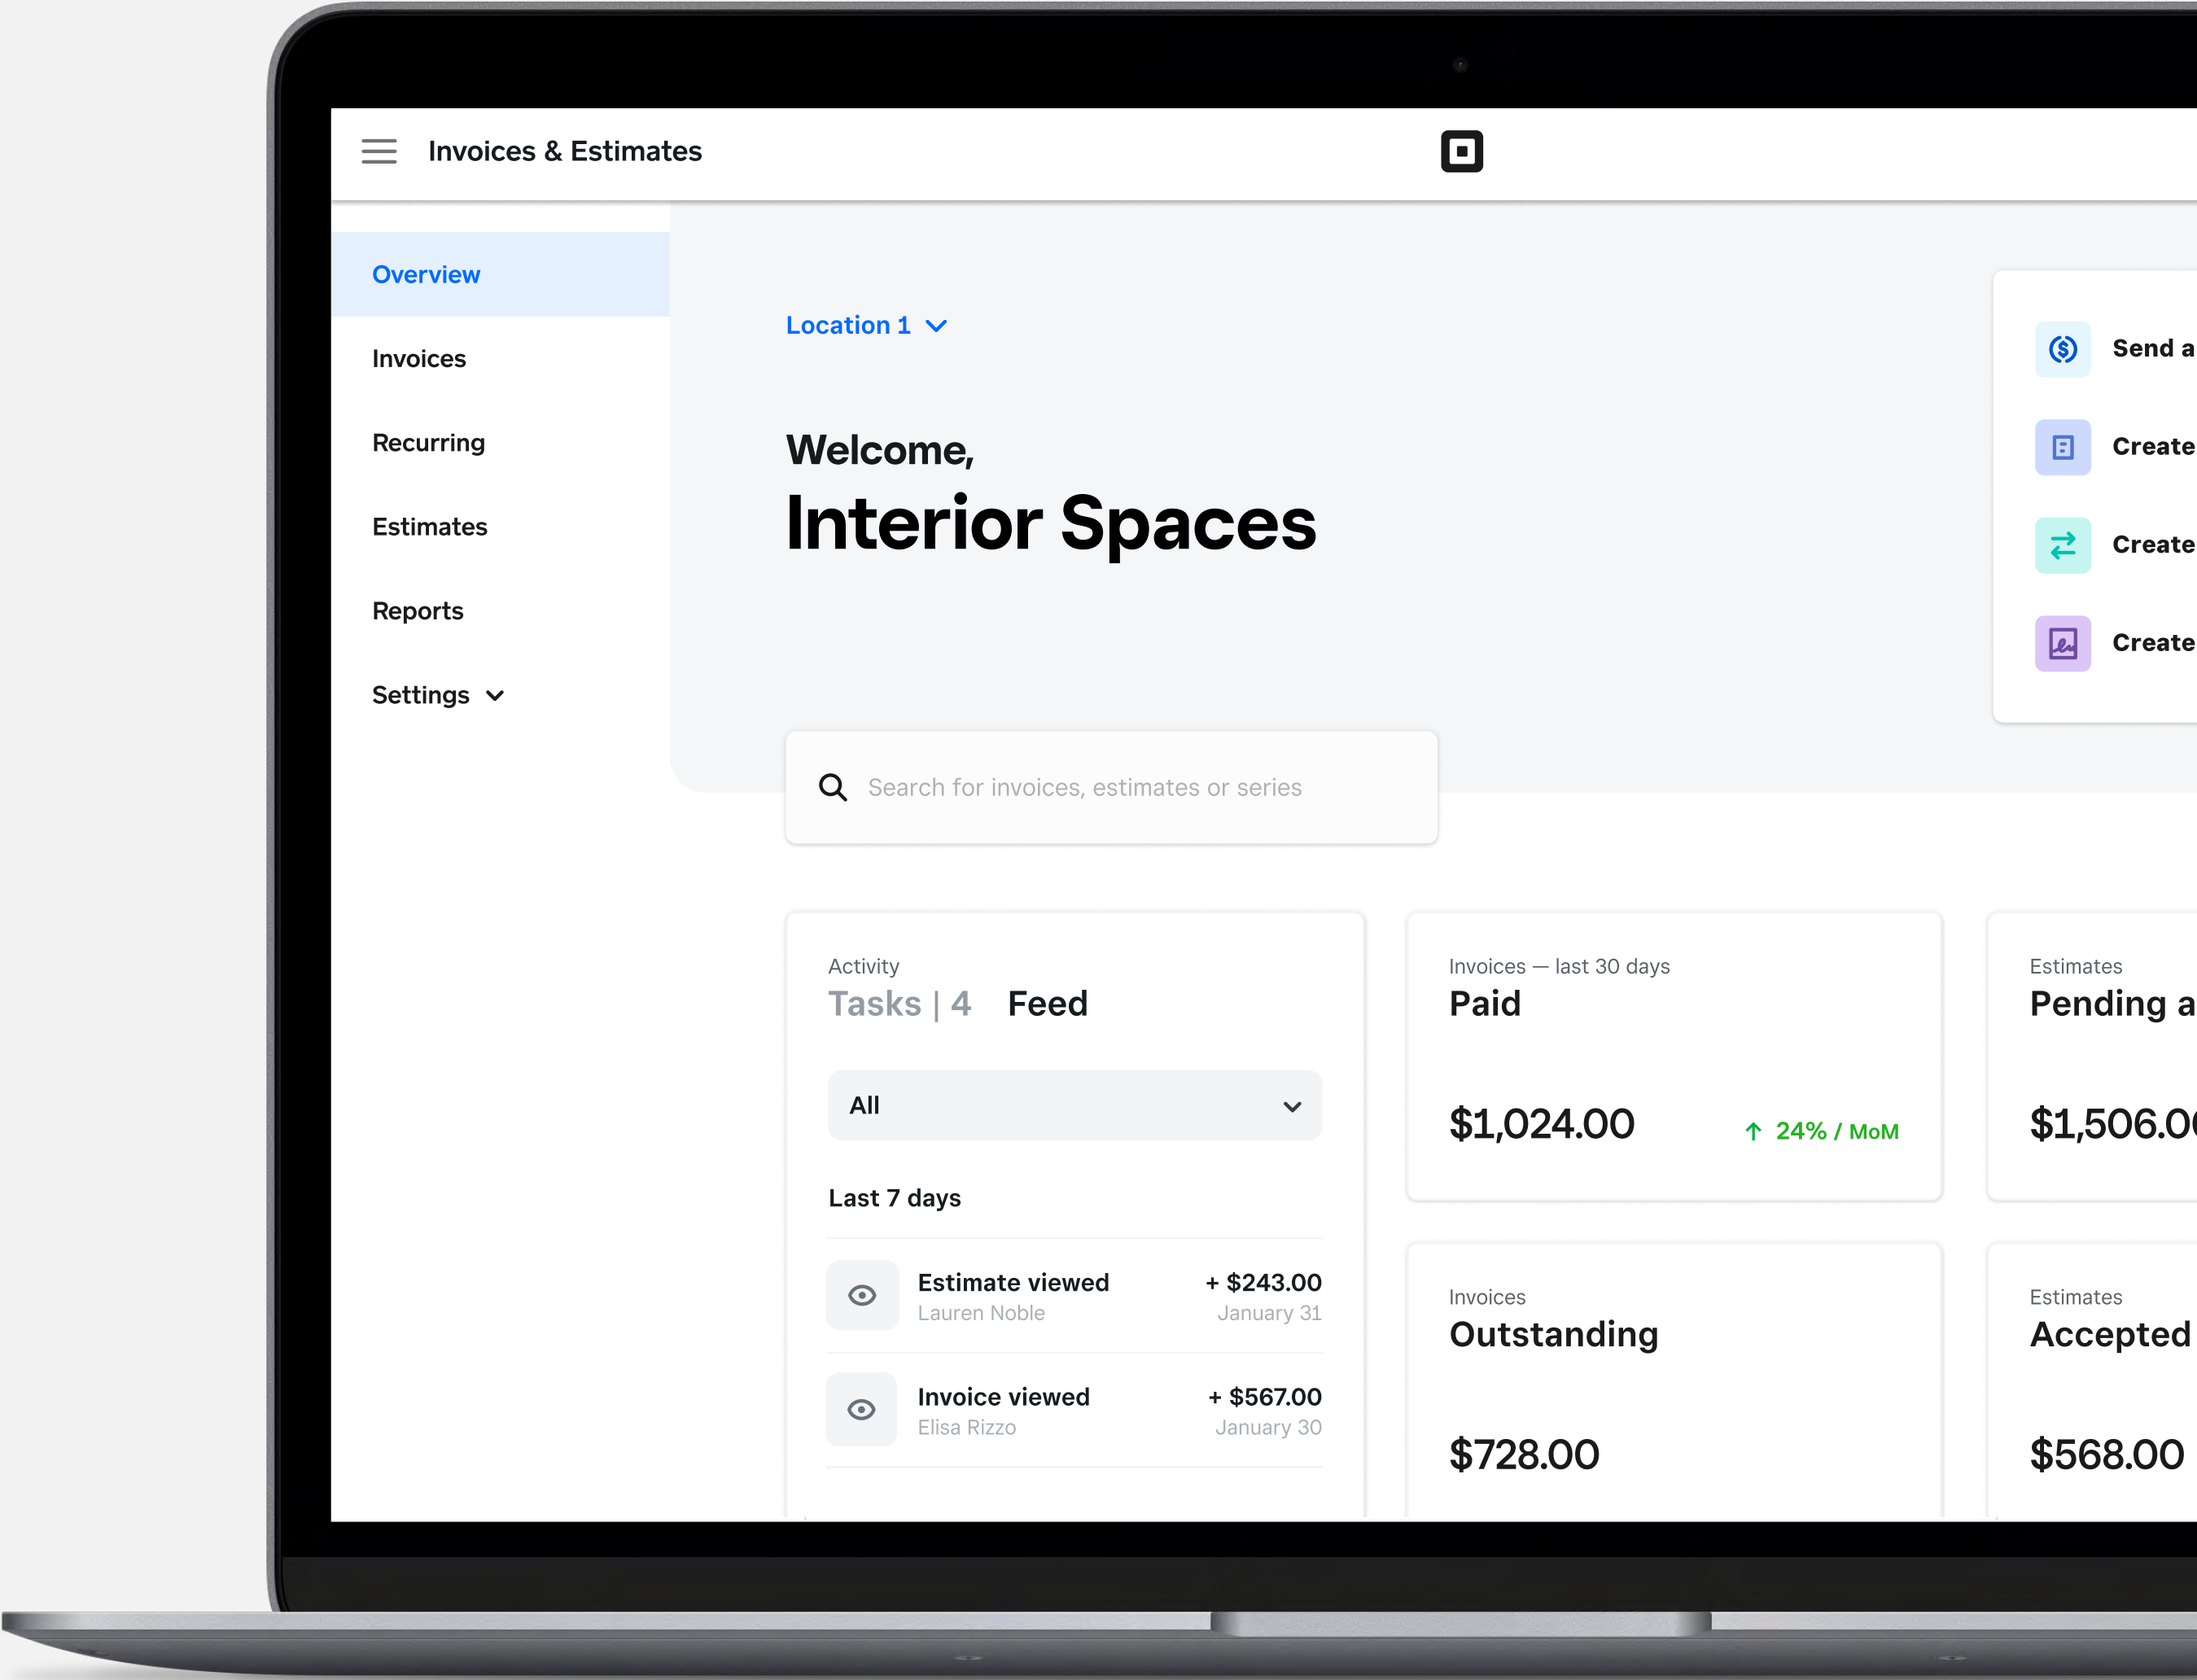 Invoices & Estimates
Overview
Invoices
Recurring
Estimates
Reports
Settings
Location 1
Welcome,
Interior Spaces
Send a
Create
Create
Create
Search for invoices, estimates or series
Activity
Tasks | 4 Feed
All
Last 7 days
Estimate viewed + $243.00
Lauren Noble January 31
Invoice viewed + $567.00
Elisa Rizzo January 30
Invoices — last 30 days
Paid
$1,024.00 ↑ 24% / MoM
Invoices
Outstanding
$728.00
Estimates
Pending a
$1,506.00
Estimates
Accepted
$568.00